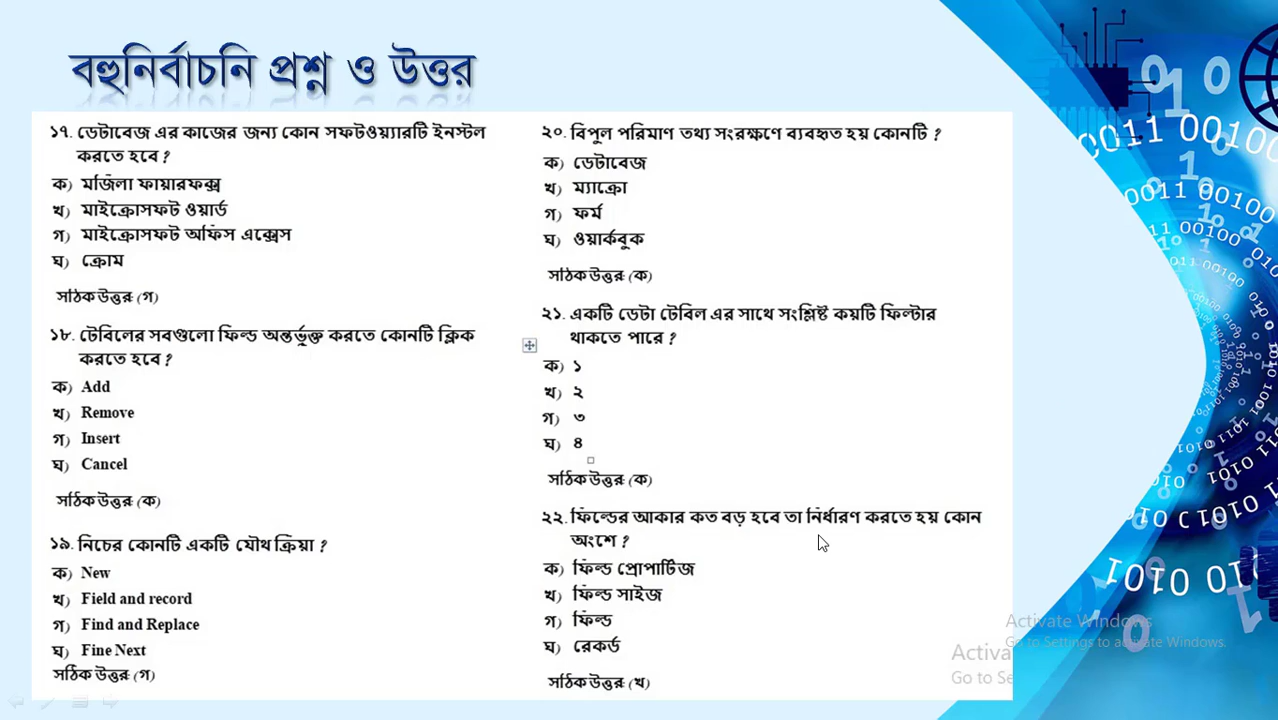 বহুনির্বাচনি প্রশ্ন ও উত্তর
১৭. ডেটাবেজ এর কাজের জন্য কোন সফটওয়্যারটি ইনস্টল
করতে হবে ?
ক) মজিলা ফায়ারফক্স
খ) মাইক্রোসফট ওয়ার্ড
গ) মাইক্রোসফট অফিস এক্সেস
ঘ) ক্রোম
সঠিক উত্তর (গ)
১৮. টেবিলের সবগুলো ফিল্ড অন্তর্ভূক্ত করতে কোনটি ক্লিক
করতে হবে ?
ক) Add
খ) Remove
গ) Insert
ঘ) Cancel
সঠিক উত্তর (ক)
১৯. নিচের কোনটি একটি যৌথ ক্রিয়া ?
ক) New
খ) Field and record
গ) Find and Replace
ঘ) Fine Next
সঠিক উত্তর (গ)
২০. বিপুল পরিমাণ তথ্য সংরক্ষণে ব্যবহৃত হয় কোনটি ?
ক) ডেটাবেজ
খ) ম্যাক্রো
গ) ফর্ম
ঘ) ওয়ার্কবুক
সঠিক উত্তর (ক)
২১. একটি ডেটা টেবিল এর সাথে সংশ্লিষ্ট কয়টি ফিল্টার
থাকতে পারে ?
ক) ১
খ) ২
গ) ৩
ঘ) ৪
সঠিক উত্তর (ক)
২২. ফিল্ডের আকার কত বড় হবে তা নির্ধারণ করতে হয় কোন
অংশে ?
ক) ফিল্ড প্রোপার্টিজ
খ) ফিল্ড সাইজ
গ) ফিল্ড
ঘ) রেকর্ড
সঠিক উত্তর (খ)
Activate Windows
Go to Settings to activate Windows.
Activa
Go to Se